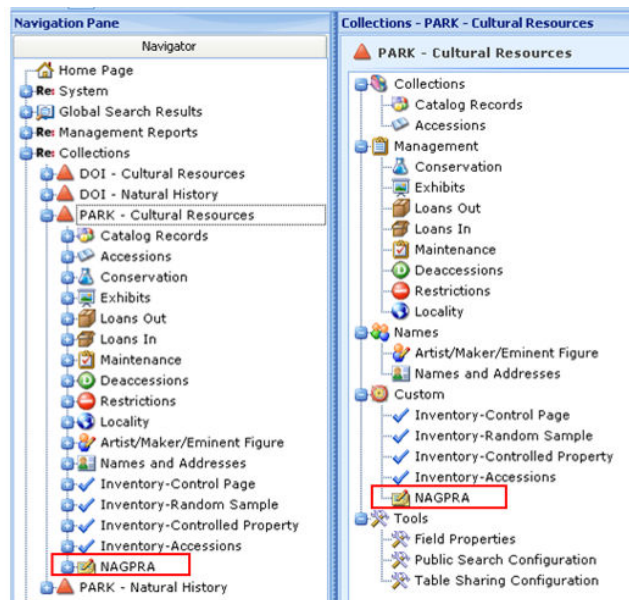 Navigation Pane
Navigator
Home Page
Re: System
Global Search Results
Re: Management Reports
Re: Collections
DOI - Cultural Resources
DOI - Natural History
PARK - Cultural Resources
Catalog Records
Accessions
Conservation
Exhibits
Loans Out
Loans In
Maintenance
Deaccessions
Restrictions
Locality
Artist/Maker/Eminent Figure
Names and Addresses
Inventory-Control Page
Inventory-Random Sample
Inventory-Controlled Property
Inventory-Accessions
NAGPRA
PARK - Natural History
Collections - PARK - Cultural Resources
PARK - Cultural Resources
Collections
Catalog Records
Accessions
Management
Conservation
Exhibits
Loans Out
Loans In
Maintenance
Deaccessions
Restrictions
Locality
Names
Artist/Maker/Eminent Figure
Names and Addresses
Custom
Inventory-Control Page
Inventory-Random Sample
Inventory-Controlled Property
Inventory-Accessions
NAGPRA
Tools
Field Properties
Public Search Configuration
Table Sharing Configuration